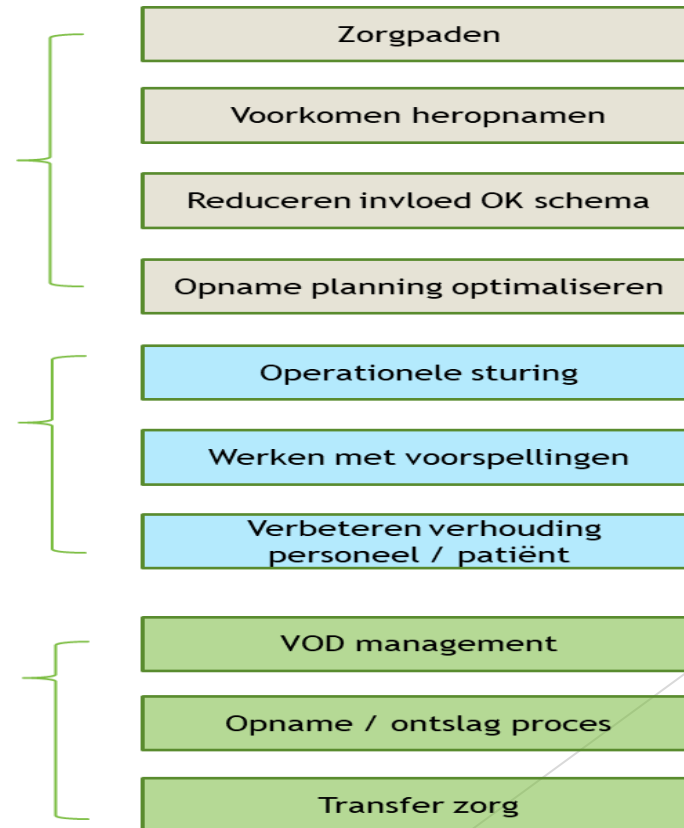 Zorgpaden
Voorkomen heropnamen
Reduceren invloed OK schema
Opname planning optimaliseren
Operationele sturing
Werken met voorspellingen
Verbeteren verhouding
personeel / patiënt
VOD management
Opname / ontslag proces
Transfer zorg